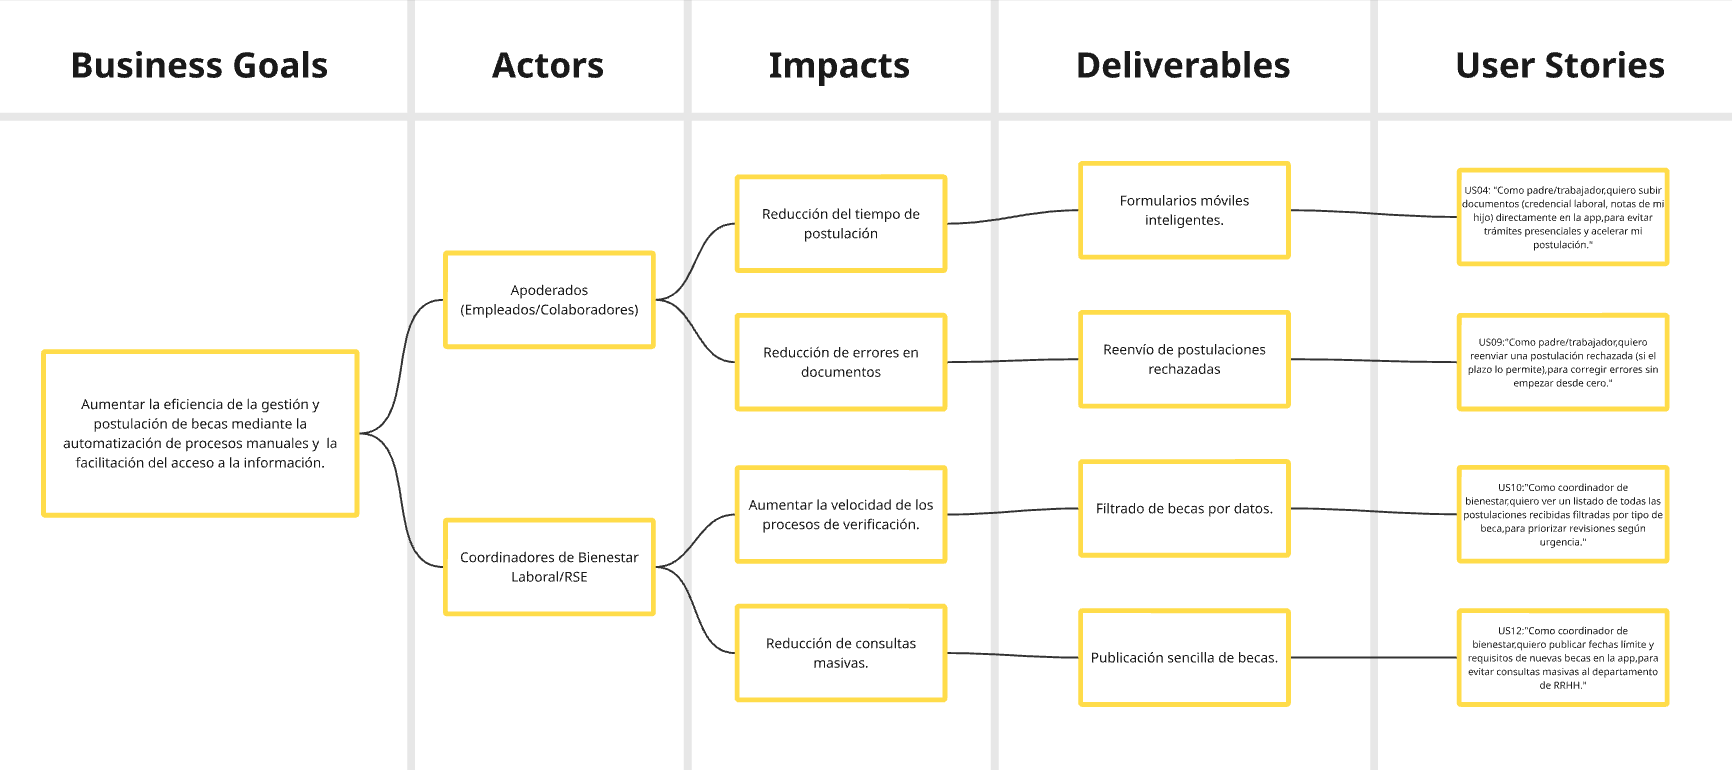 Business Goals
Actors
Impacts
Deliverables
User Stories
Aumentar la eficiencia de la gestión y
postulación de becas mediante la
automatización de procesos manuales y  la
facilitación del acceso a la información.
Apoderados
(Empleados/Colaboradores)
Coordinadores de Bienestar
Laboral/RSE
Reducción del tiempo de
postulación
Reducción de errores en
documentos
Aumentar la velocidad de los
procesos de verificación.
Reducción de consultas
masivas.
Formularios móviles
inteligentes.
Reenvío de postulaciones
rechazadas
Filtrado de becas por datos.
Publicación sencilla de becas.
US04: "Como padre/trabajador,quiero subir
documentos (credencial laboral, notas de mi
hijo) directamente en la app,para evitar
trámites presenciales y acelerar mi
postulación."
US09:"Como padre/trabajador,quiero
reenviar una postulación rechazada (si el
plazo lo permite),para corregir errores sin
empezar desde cero."
US10:"Como coordinador de
bienestar,quiero ver un listado de todas las
postulaciones recibidas filtradas por tipo de
beca,para priorizar revisiones según
urgencia."
US12:"Como coordinador de
bienestar,quiero publicar fechas límite y
requisitos de nuevas becas en la app,para
evitar consultas masivas al departamento
de RRHH."